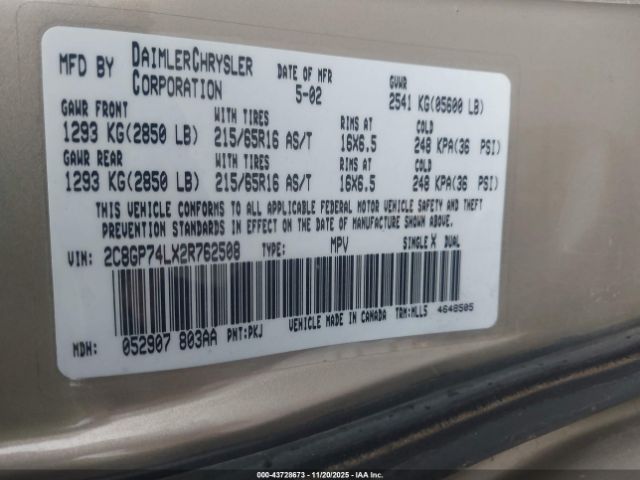 MFD BY DAIMLERCHRYSLER CORPORATION DATE OF MFR 5-02 GVWR 2541 KG(05600 LB)
GAWR FRONT WITH TIRES RIMS AT COLD
1293 KG(2850 LB) 215/65R16 AS/T 16X6.5 248 KPA(36 PSI)
GAWR REAR WITH TIRES RIMS AT COLD
1293 KG(2850 LB) 215/65R16 AS/T 16X6.5 248 KPA(36 PSI)
THIS VEHICLE CONFORMS TO ALL APPLICABLE FEDERAL MOTOR VEHICLE SAFETY AND THEFT
PREVENTION STANDARDS IN EFFECT ON THE DATE OF MANUFACTURE SHOWN ABOVE.
VIN: 2C8GP74LX2R762508 TYPE: MPV SINGLE X DUAL
VEHICLE MADE IN CANADA TRM:MLL5 4648505
MDH: 052907 803AA PNT:PKJ
000-43728673 — 11/20/2025 — IAA Inc.